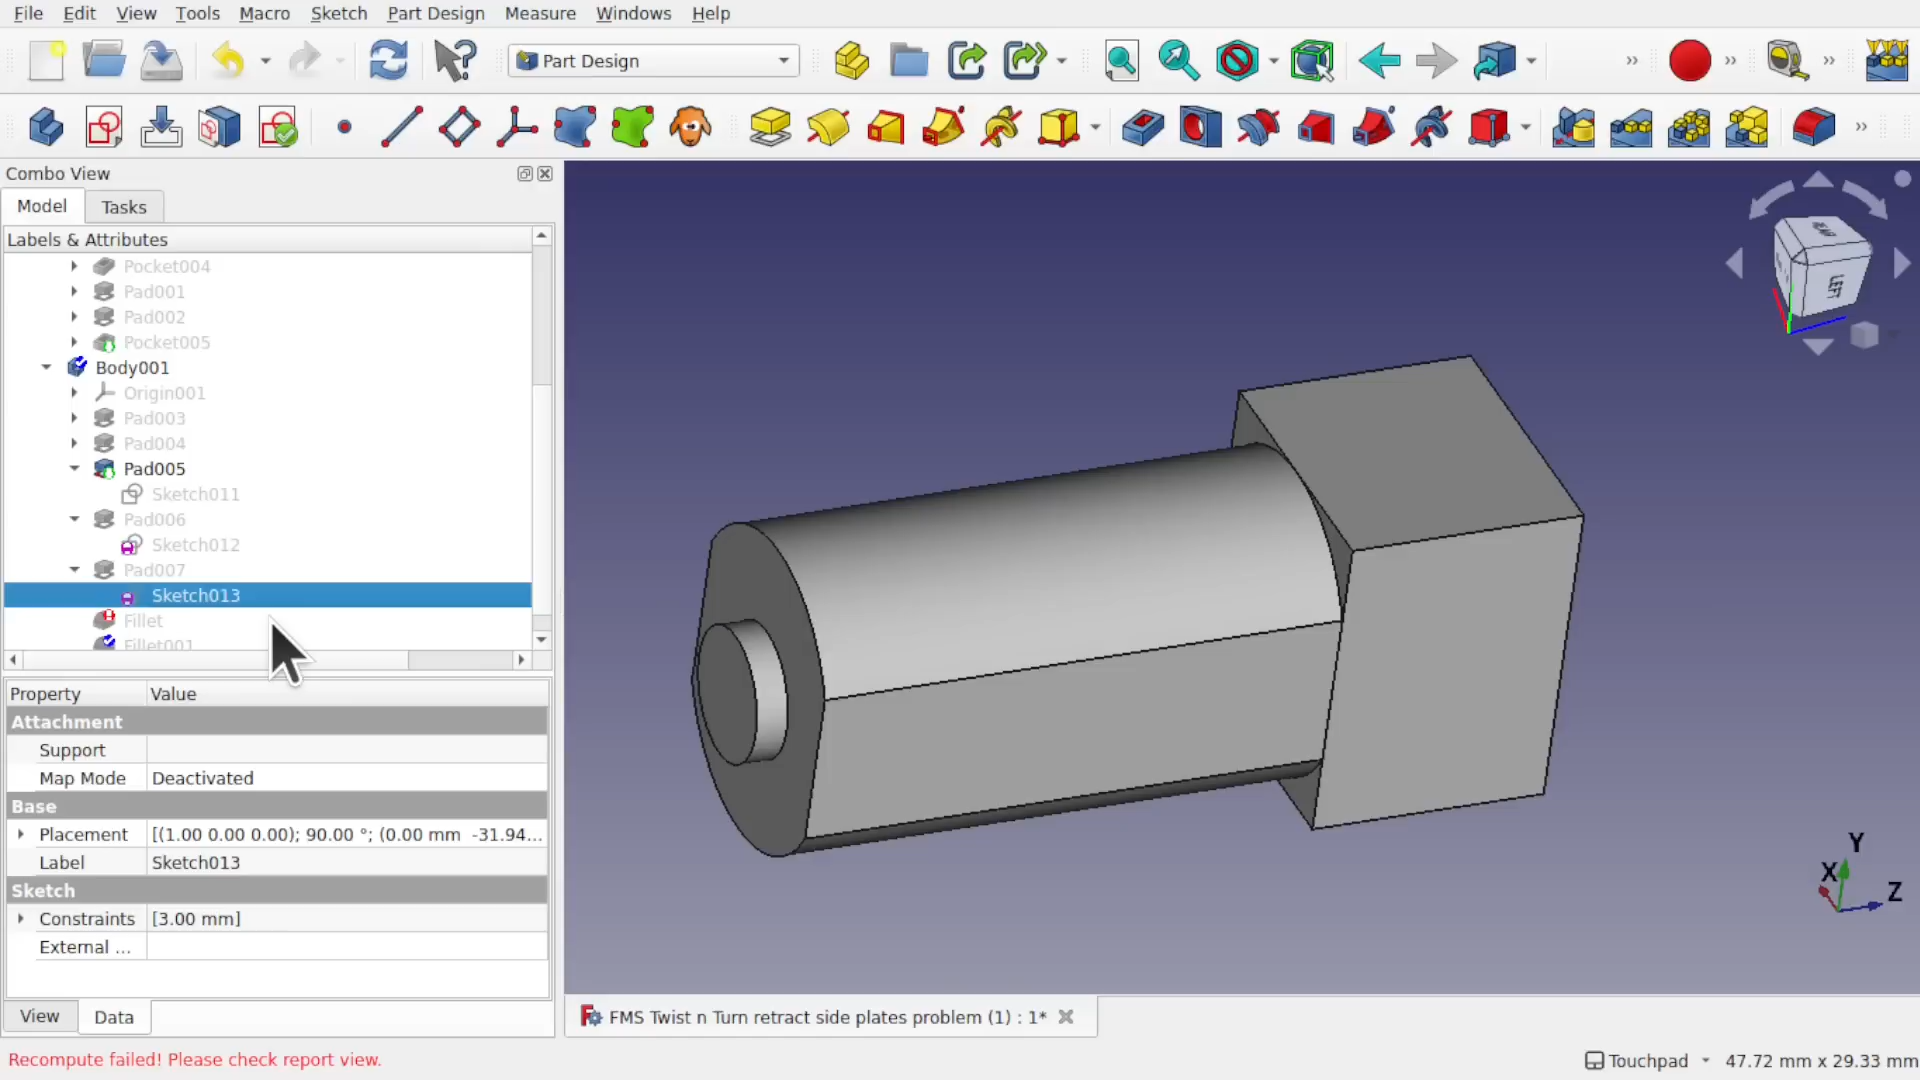 File Edit View Tools Macro Sketch Part Design Measure Windows Help
Part Design
Combo View
Model Tasks
Labels & Attributes
Pocket004
Pad001
Pad002
Pocket005
Body001
Origin001
Pad003
Pad004
Pad005
Sketch011
Pad006
Sketch012
Pad007
Sketch013
Fillet
Fillet001
Property Value
Attachment
Support
Map Mode Deactivated
Base
Placement [(1.00 0.00 0.00); 90.00 °; (0.00 mm -31.94...
Label Sketch013
Sketch
Constraints [3.00 mm]
External ...
View Data
LEFT
Y
X
Z
FMS Twist n Turn retract side plates problem (1) : 1*
Recompute failed! Please check report view.
Touchpad 47.72 mm x 29.33 mm